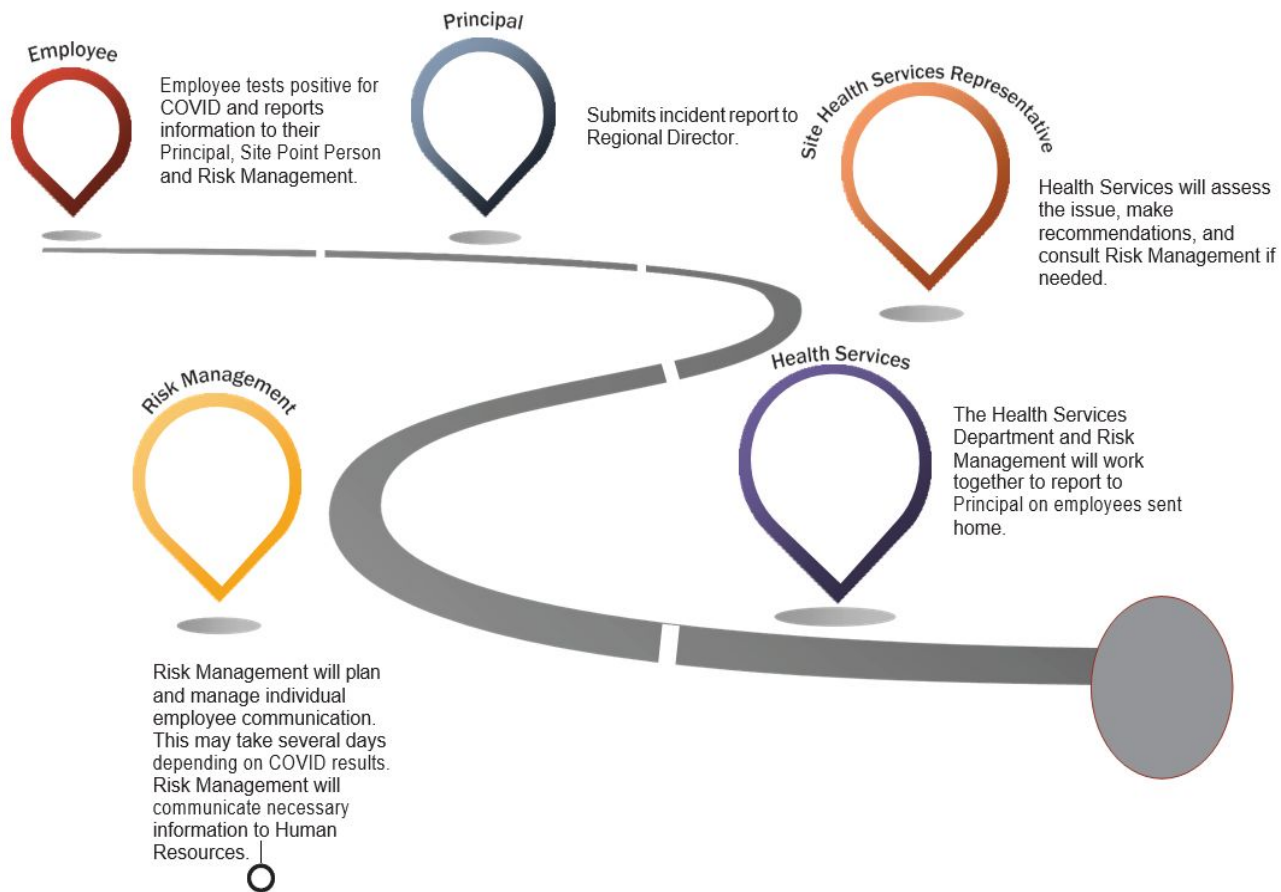 Employee
Employee tests positive for
COVID and reports
information to their
Principal, Site Point Person
and Risk Management.
Principal
Submits incident report to
Regional Director.
Site Health Services Representative
Health Services will assess
the issue, make
recommendations, and
consult Risk Management if
needed.
Risk Management
Risk Management will plan
and manage individual
employee communication.
This may take several days
depending on COVID results.
Risk Management will
communicate necessary
information to Human
Resources.
Health Services
The Health Services
Department and Risk
Management will work
together to report to
Principal on employees sent
home.